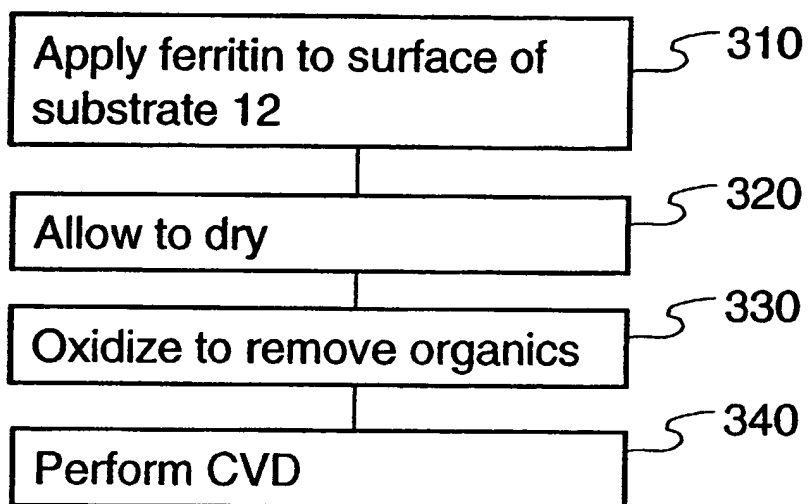 Apply ferritin to surface of
substrate 12
310
Allow to dry
320
Oxidize to remove organics
330
Perform CVD
340